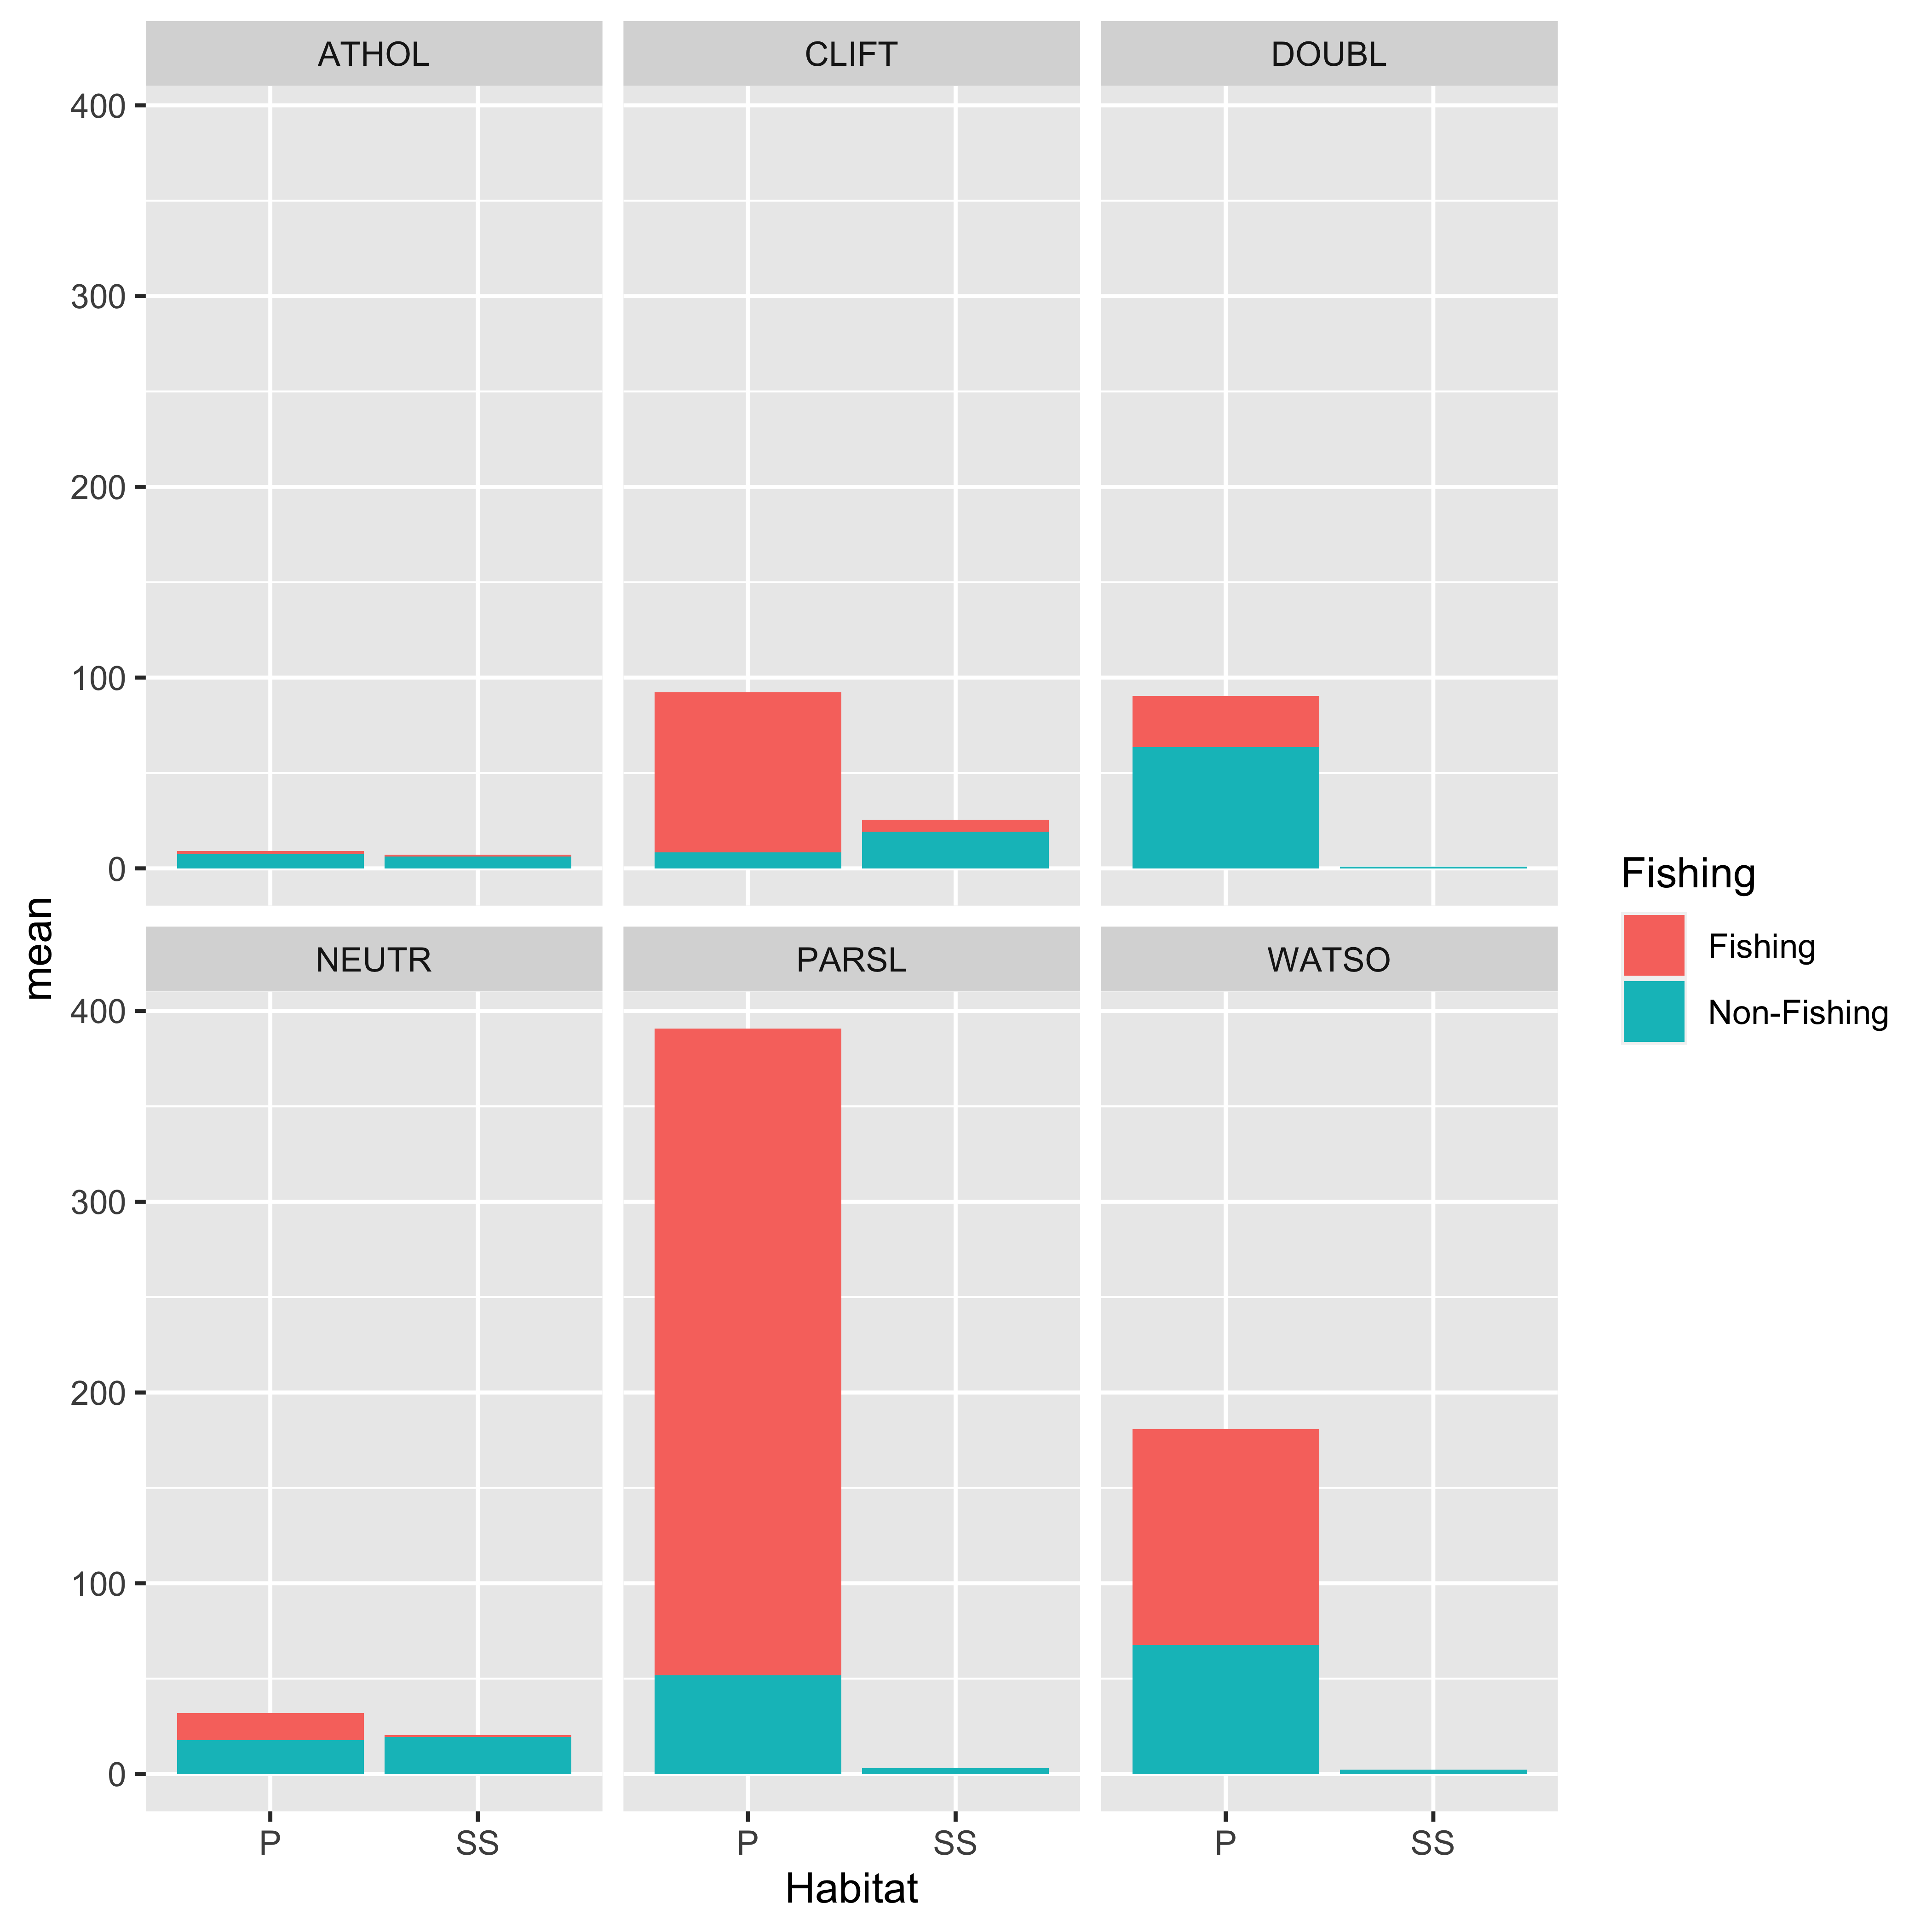 ATHOL CLIFT DOUBL
400
300
200
100
0
mean
NEUTR PARSL WATSO
400
300
200
100
0
P SS P SS P SS
Habitat
Fishing
Fishing
Non-Fishing